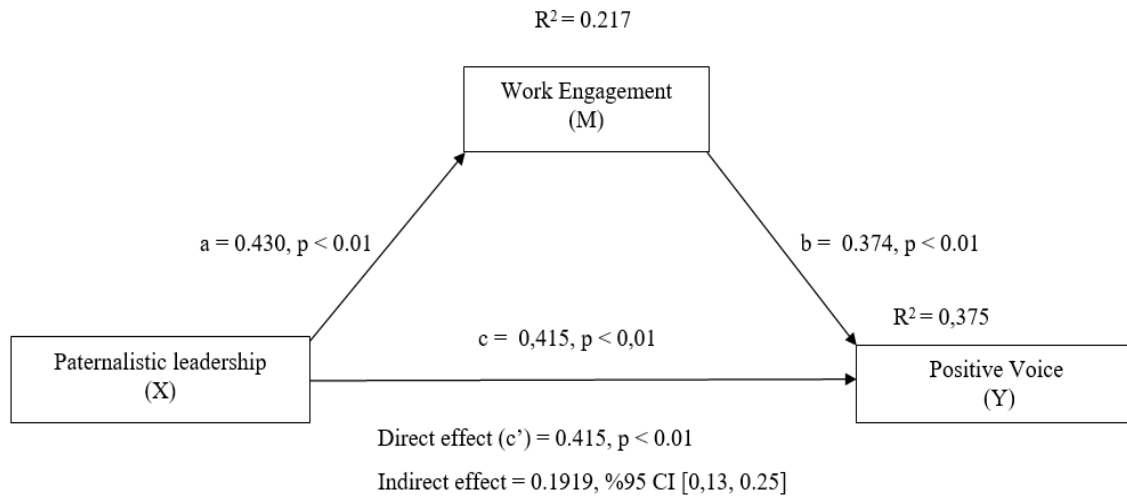 R² = 0.217
Work Engagement
(M)
a = 0.430, p < 0.01
b = 0.374, p < 0.01
R² = 0,375
c = 0,415, p < 0,01
Paternalistic leadership
(X)
Positive Voice
(Y)
Direct effect (c’) = 0.415, p < 0.01
Indirect effect = 0.1919, %95 CI [0,13, 0.25]